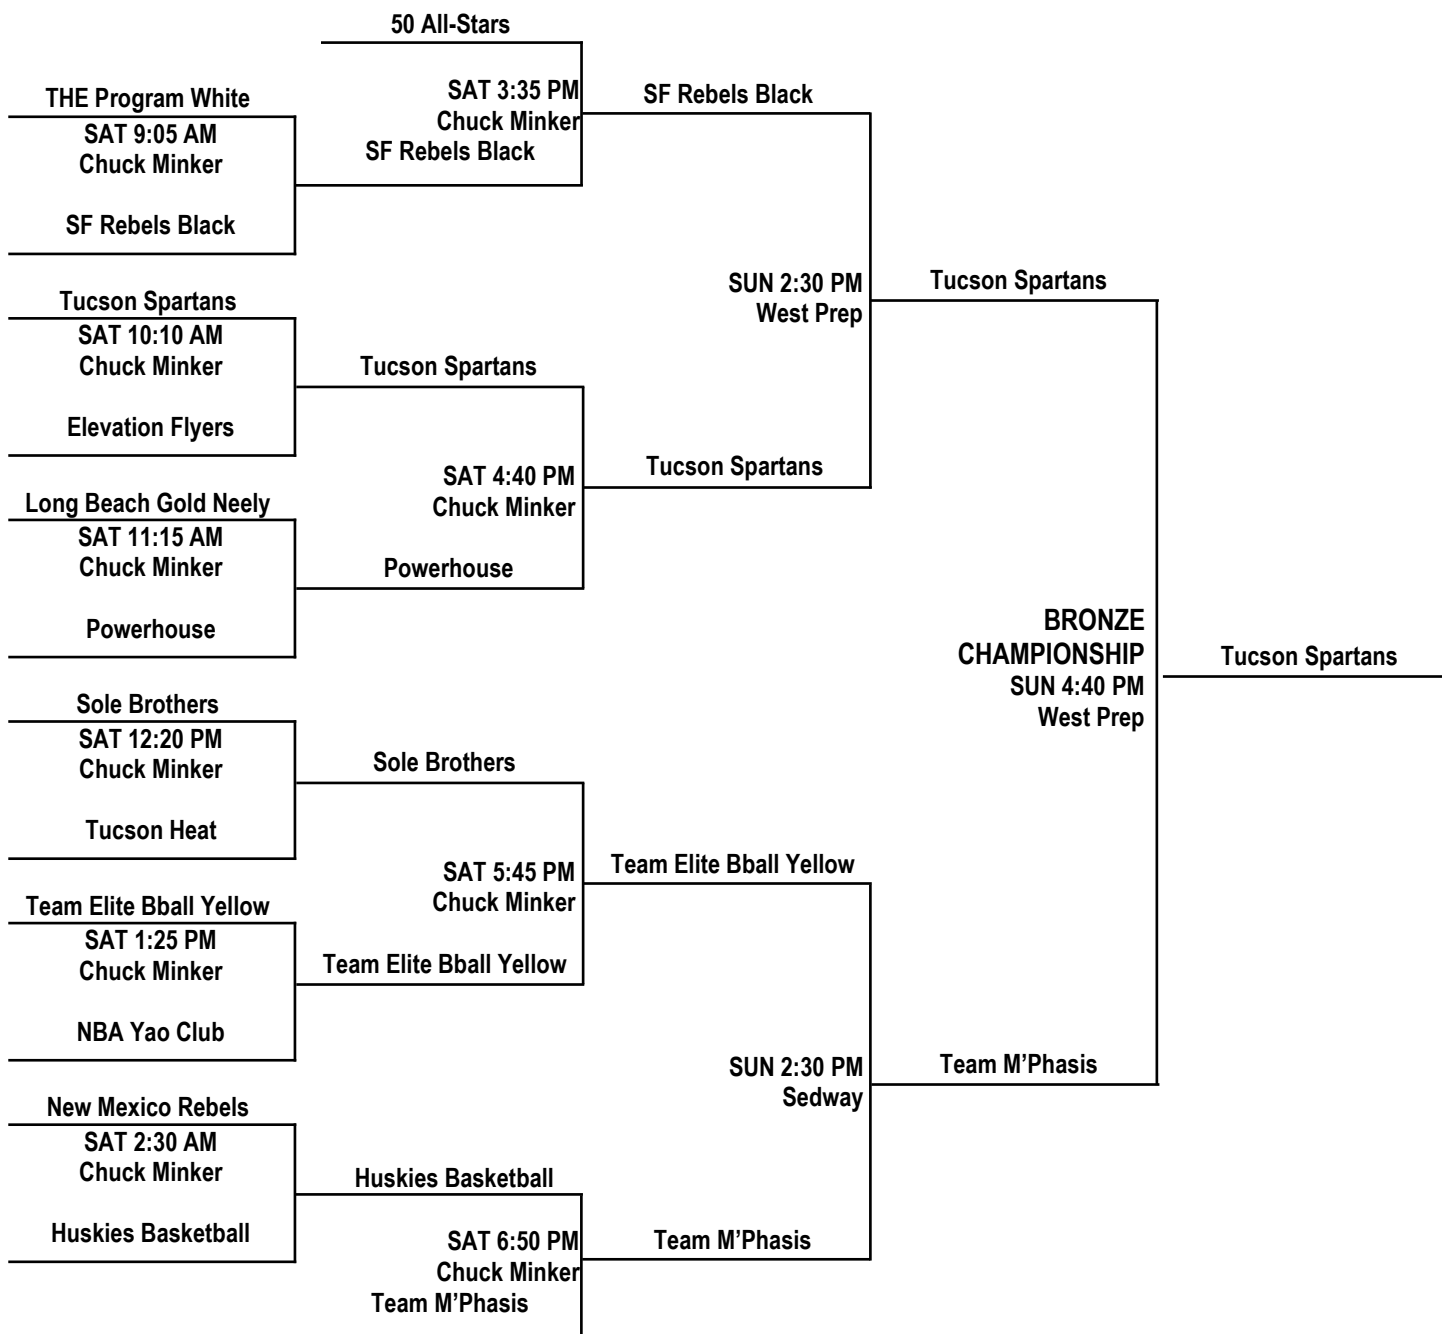 50 All-Stars
THE Program White
SAT 9:05 AM
Chuck Minker
SF Rebels Black
SAT 3:35 PM
Chuck Minker
SF Rebels Black
SF Rebels Black
Tucson Spartans
SAT 10:10 AM
Chuck Minker
Elevation Flyers
Tucson Spartans
SUN 2:30 PM
West Prep
Tucson Spartans
Long Beach Gold Neely
SAT 11:15 AM
Chuck Minker
Powerhouse
SAT 4:40 PM
Chuck Minker
Powerhouse
Tucson Spartans
BRONZE
CHAMPIONSHIP
SUN 4:40 PM
West Prep
Tucson Spartans
Sole Brothers
SAT 12:20 PM
Chuck Minker
Tucson Heat
Sole Brothers
SAT 5:45 PM
Chuck Minker
Team Elite Bball Yellow
Team Elite Bball Yellow
SAT 1:25 PM
Chuck Minker
NBA Yao Club
Team Elite Bball Yellow
SUN 2:30 PM
Sedway
Team M’Phasis
New Mexico Rebels
SAT 2:30 AM
Chuck Minker
Huskies Basketball
Huskies Basketball
SAT 6:50 PM
Chuck Minker
Team M’Phasis
Team M’Phasis